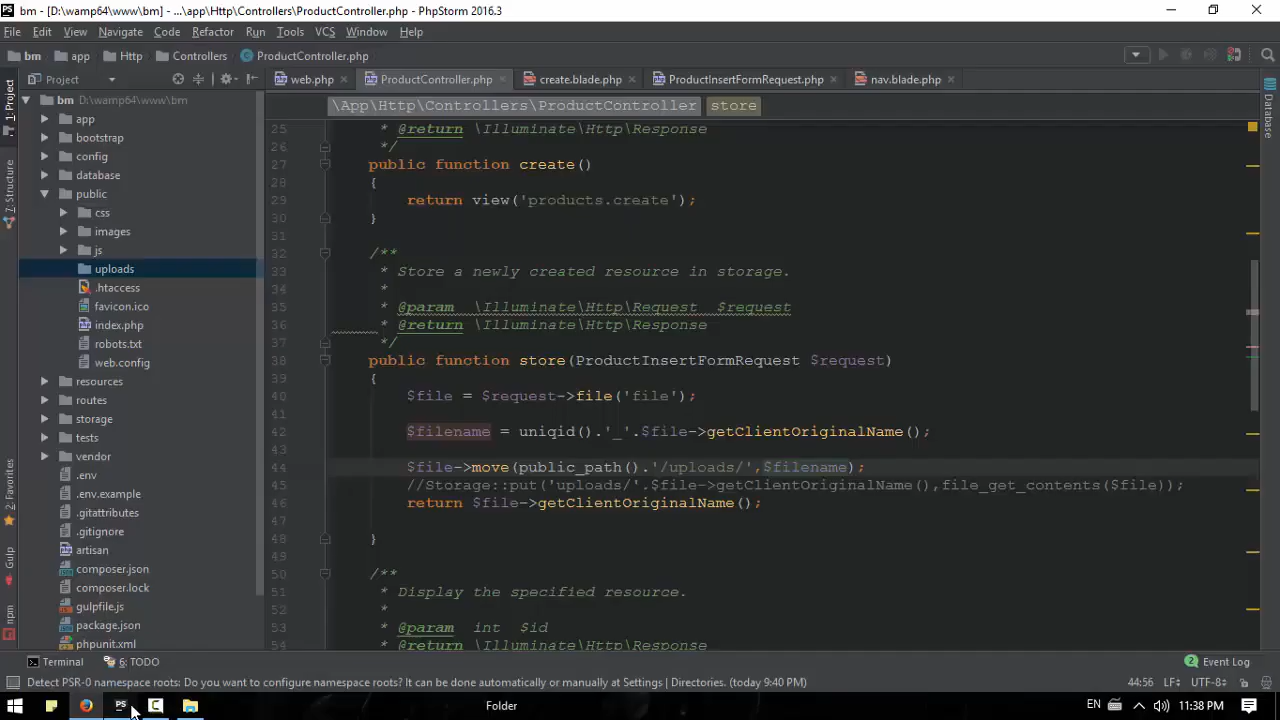 bm - [D:\wamp64\www\bm] - ...\app\Http\Controllers\ProductController.php - PhpStorm 2016.3
File Edit View Navigate Code Refactor Run Tools VCS Window Help
bm app Http Controllers ProductController.php
Project
web.php ProductController.php create.blade.php ProductInsertFormRequest.php nav.blade.php
\App\Http\Controllers\ProductController store
1: Project
7: Structure
2: Favorites
Gulp
npm
Database
bm D:\wamp64\www\bm
app
bootstrap
config
database
public
css
images
js
uploads
.htaccess
favicon.ico
index.php
robots.txt
web.config
resources
routes
storage
tests
vendor
.env
.env.example
.gitattributes
.gitignore
artisan
composer.json
composer.lock
gulpfile.js
package.json
phpunit.xml
25 * @return \Illuminate\Http\Response
26 */
27 public function create()
28 {
29 return view('products.create');
30 }
31
32 /**
33 * Store a newly created resource in storage.
34 *
35 * @param \Illuminate\Http\Request $request
36 * @return \Illuminate\Http\Response
37 */
38 public function store(ProductInsertFormRequest $request)
39 {
40 $file = $request->file('file');
41
42 $filename = uniqid().'_'.$file->getClientOriginalName();
43
44 $file->move(public_path().'/uploads/',$filename);
45 //Storage::put('uploads/'.$file->getClientOriginalName(),file_get_contents($file));
46 return $file->getClientOriginalName();
47
48 }
49
50 /**
51 * Display the specified resource.
52 *
53 * @param int $id
54 * @return \Illuminate\Http\Response
Terminal 6: TODO 2 Event Log
Detect PSR-0 namespace roots: Do you want to configure namespace roots? It can be done automatically or manually at Settings | Directories. (today 9:40 PM) 44:56 LF UTF-8
PS Folder EN 11:38 PM